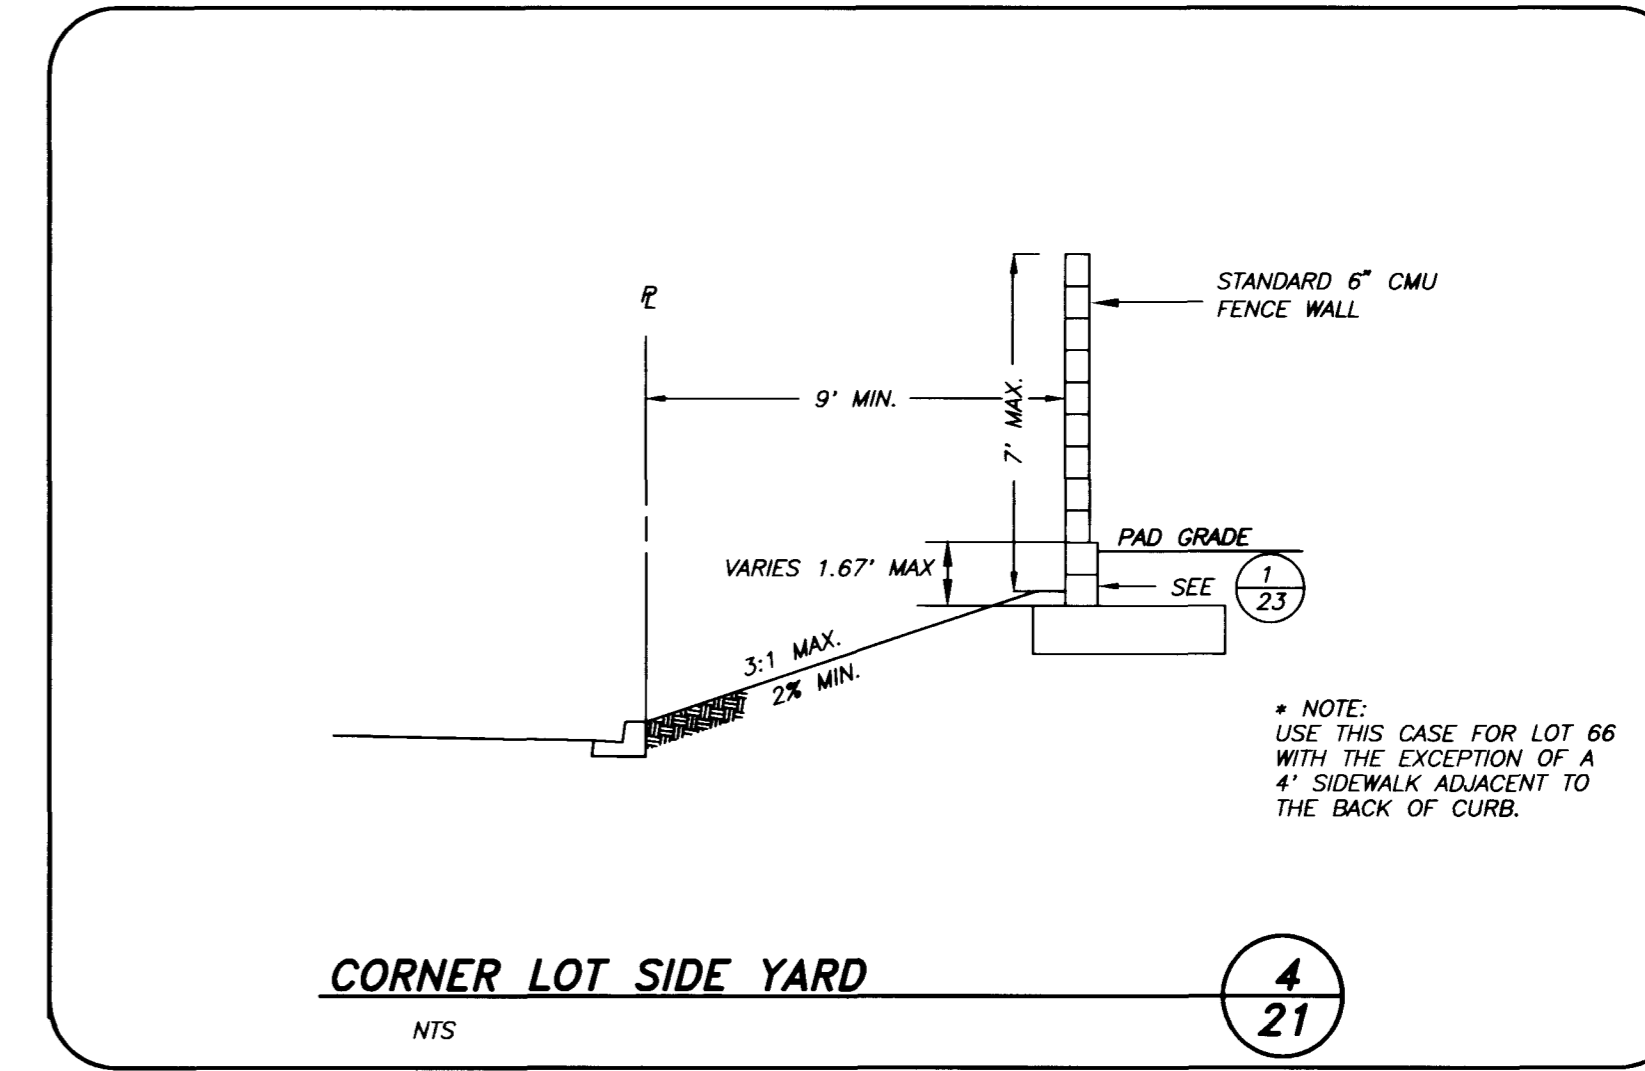 STANDARD 6" CMU
FENCE WALL
PL
9' MIN.
7' MAX.
PAD GRADE
VARIES 1.67' MAX
SEE
1
23
3:1 MAX.
2% MIN.
* NOTE:
USE THIS CASE FOR LOT 66
WITH THE EXCEPTION OF A
4' SIDEWALK ADJACENT TO
THE BACK OF CURB.
CORNER LOT SIDE YARD
4
21
NTS